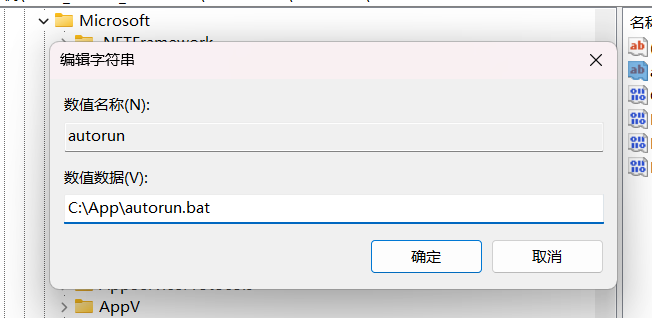 Microsoft
.NETFramework
名称
编辑字符串
数值名称(N):
autorun
数值数据(V):
C:\App\autorun.bat
确定
取消
AppV